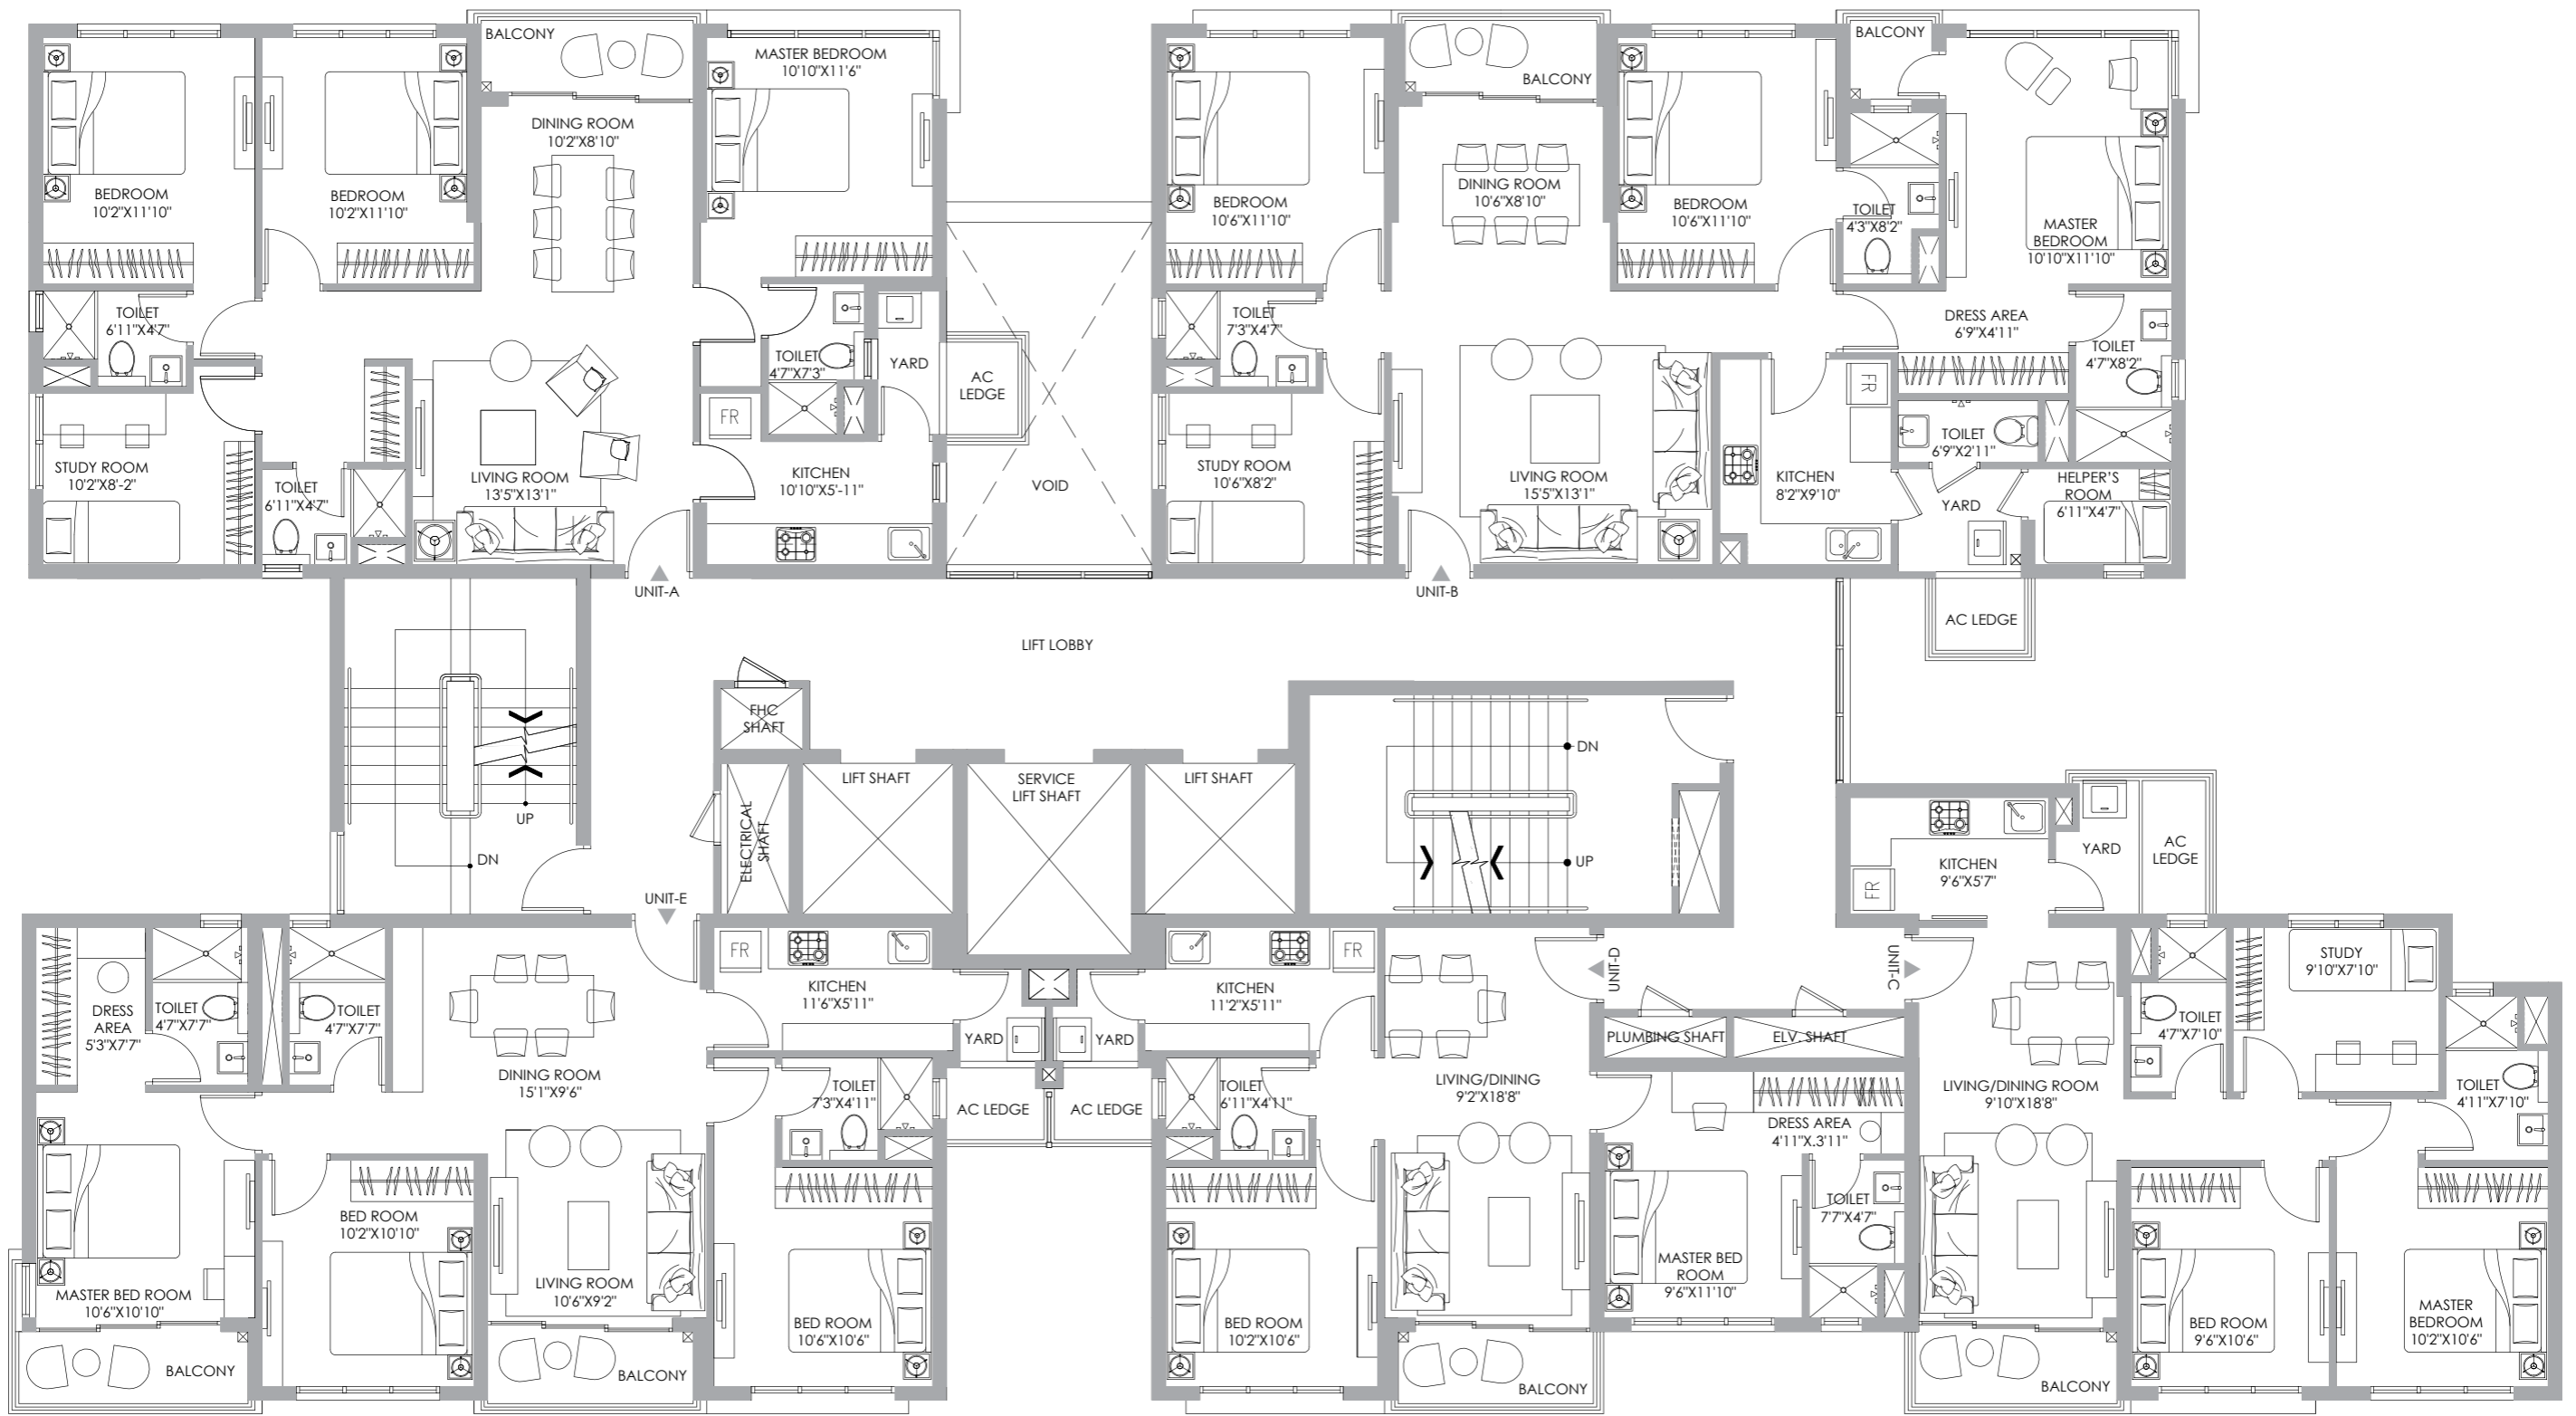 BALCONY
MASTER BEDROOM
10'10"X11'6"
DINING ROOM
10'2"X8'10"
BEDROOM
10'2"X11'10"
BEDROOM
10'2"X11'10"
TOILET
6'11"X4'7"
TOILET
4'7"X7'3"
YARD
AC
LEDGE
FR
STUDY ROOM
10'2"X8'-2"
TOILET
6'11"X4'7"
LIVING ROOM
13'5"X13'1"
KITCHEN
10'10"X5'-11"
VOID
UNIT-A
BALCONY
BALCONY
BEDROOM
10'6"X11'10"
DINING ROOM
10'6"X8'10"
BEDROOM
10'6"X11'10"
TOILET
4'3"X8'2"
MASTER
BEDROOM
10'10"X11'10"
TOILET
7'3"X4'7"
DRESS AREA
6'9"X4'11"
TOILET
4'7"X8'2"
FR
TOILET
6'9"X2'11"
STUDY ROOM
10'6"X8'2"
LIVING ROOM
15'5"X13'1"
KITCHEN
8'2"X9'10"
YARD
HELPER'S
ROOM
6'11"X4'7"
UNIT-B
AC LEDGE
LIFT LOBBY
FHC
SHAFT
DN
LIFT SHAFT
SERVICE
LIFT SHAFT
LIFT SHAFT
ELECTRICAL
SHAFT
UP
DN
UP
KITCHEN
9'6"X5'7"
FR
YARD
AC
LEDGE
UNIT-E
FR
KITCHEN
11'6"X5'11"
KITCHEN
11'2"X5'11"
FR
UNIT-D
UNIT-C
STUDY
9'10"X7'10"
DRESS
AREA
5'3"X7'7"
TOILET
4'7"X7'7"
TOILET
4'7"X7'7"
YARD
YARD
PLUMBING SHAFT
ELV. SHAFT
TOILET
4'7"X7'10"
DINING ROOM
15'1"X9'6"
TOILET
7'3"X4'11"
AC LEDGE
AC LEDGE
TOILET
6'11"X4'11"
LIVING/DINING
9'2"X18'8"
DRESS AREA
4'11"X.3'11"
LIVING/DINING ROOM
9'10"X18'8"
TOILET
4'11"X7'10"
BED ROOM
10'2"X10'10"
TOILET
7'7"X4'7"
MASTER BED ROOM
10'6"X10'10"
LIVING ROOM
10'6"X9'2"
MASTER BED
ROOM
9'6"X11'10"
BED ROOM
10'6"X10'6"
BED ROOM
10'2"X10'6"
BED ROOM
9'6"X10'6"
MASTER
BEDROOM
10'2"X10'6"
BALCONY
BALCONY
BALCONY
BALCONY